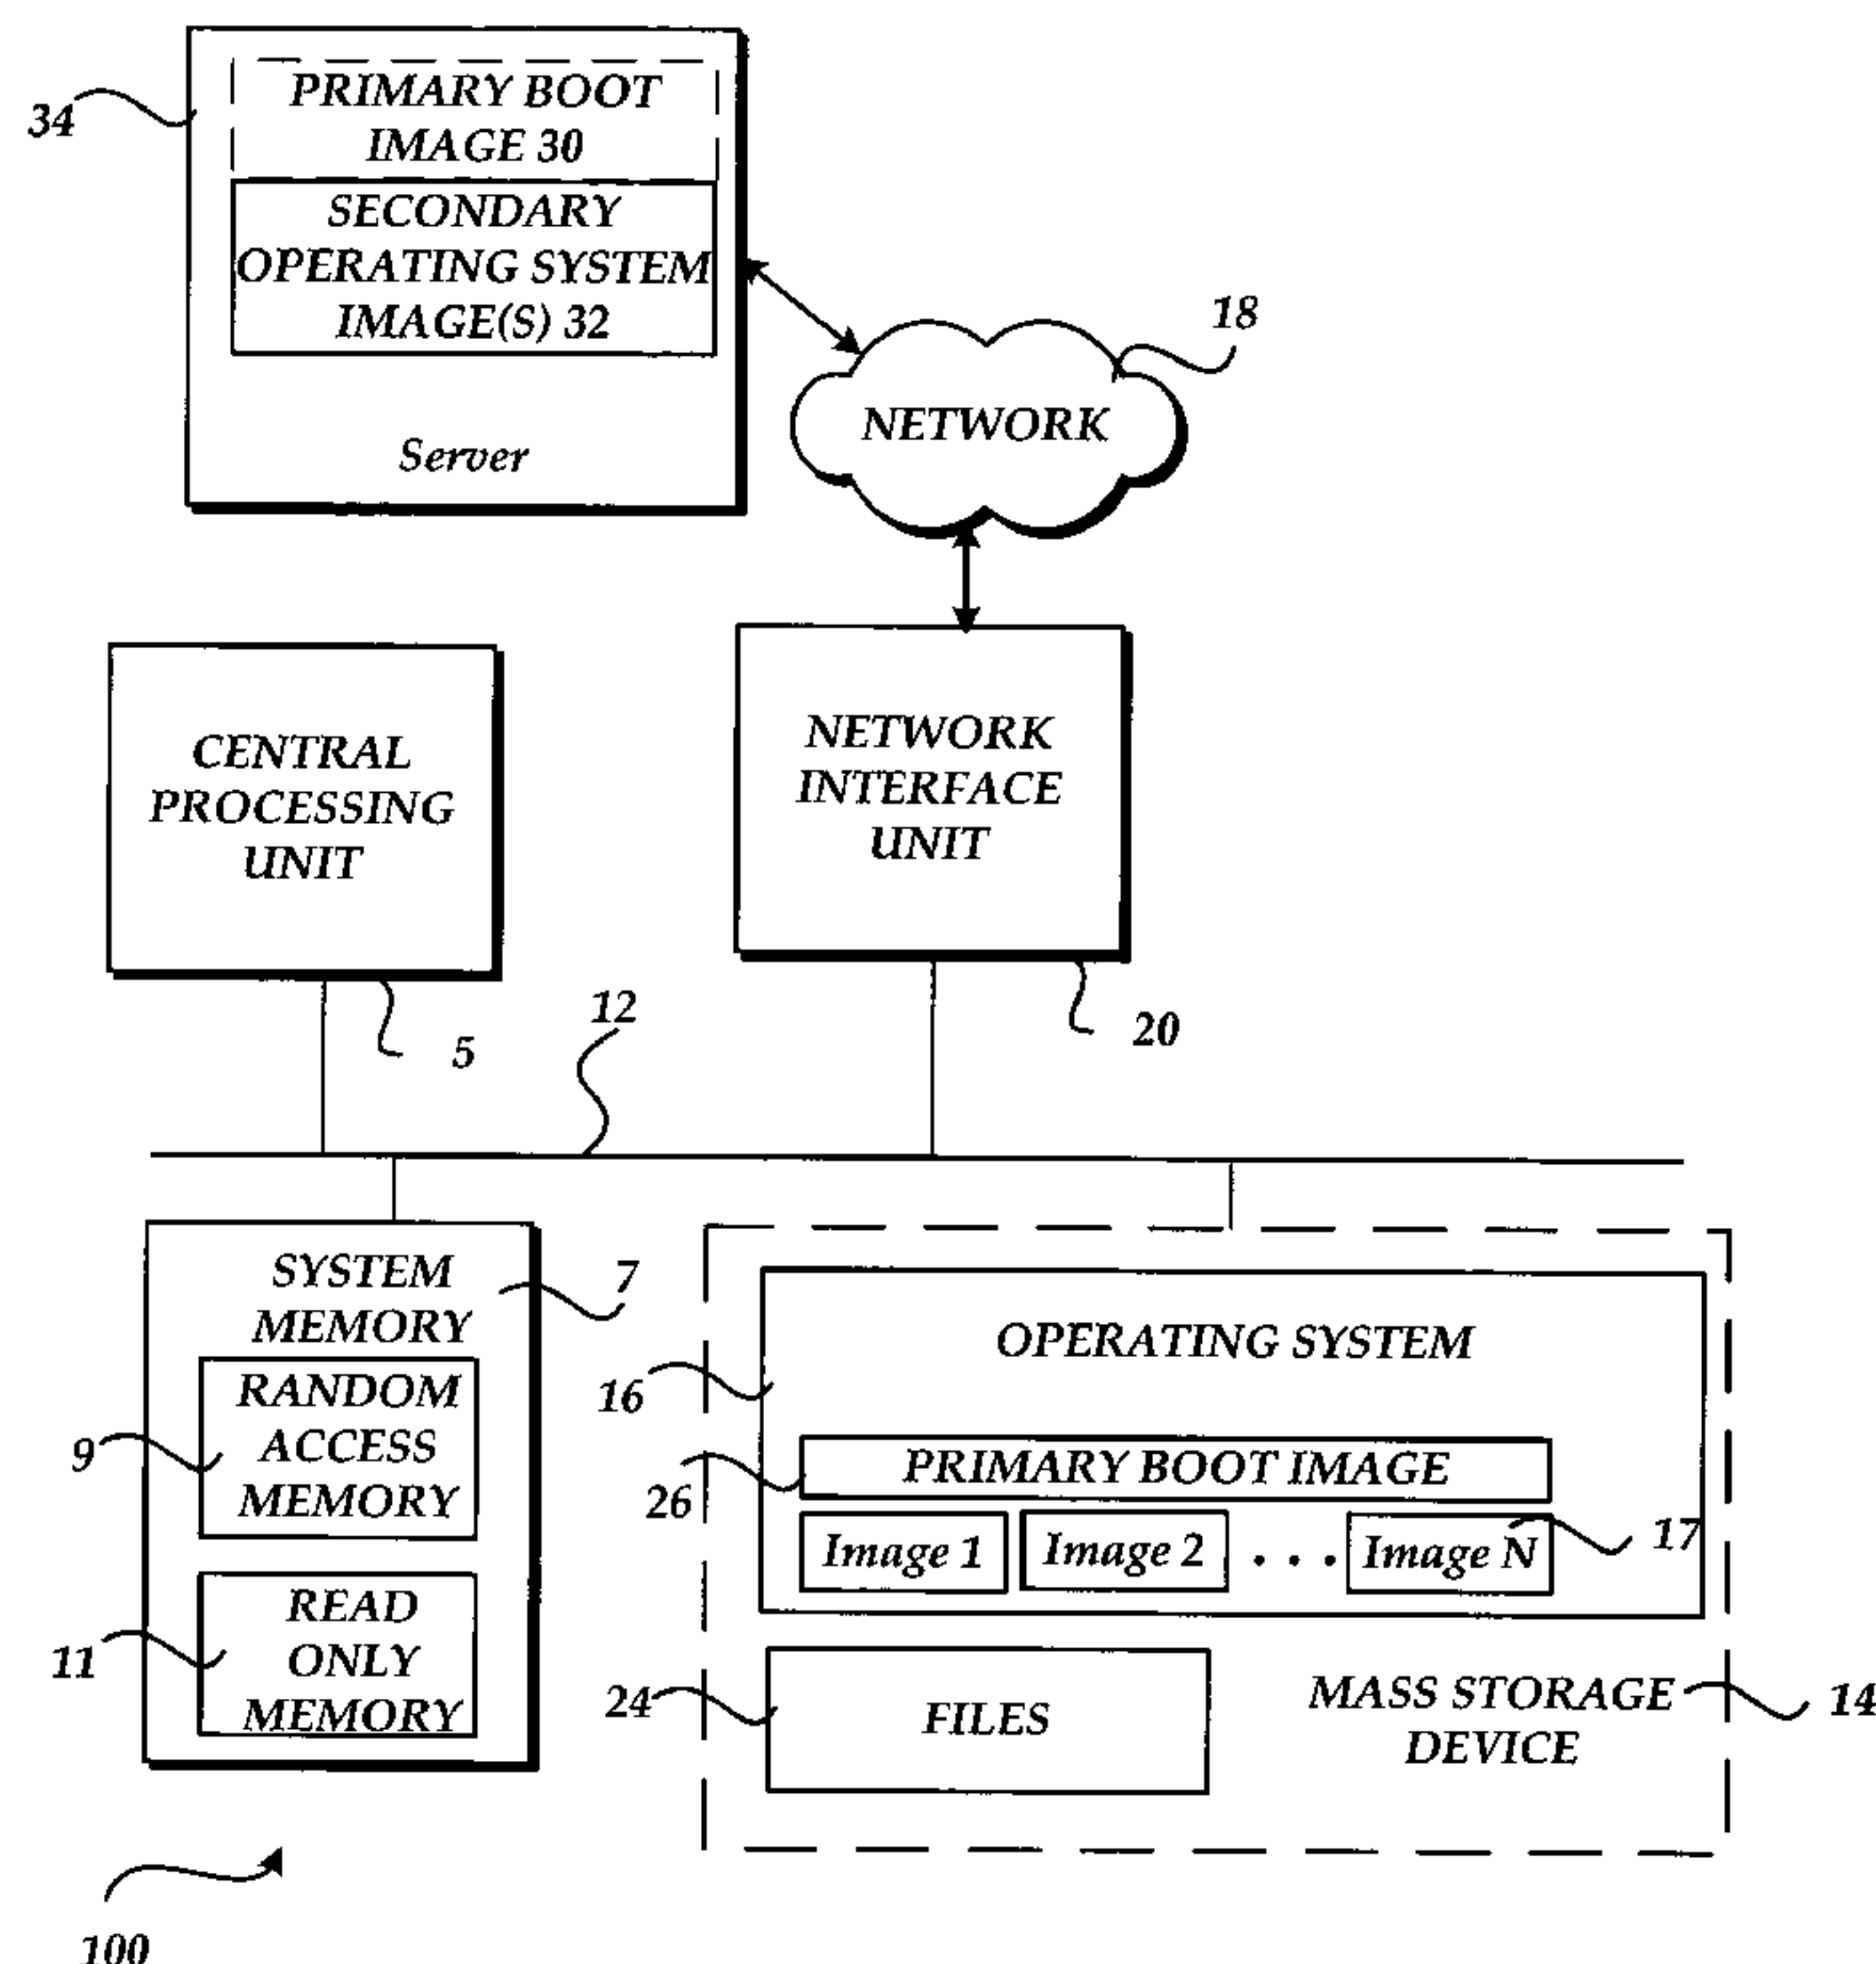 PRIMARY BOOT
IMAGE 30
34
SECONDARY
OPERATING SYSTEM
IMAGE(S) 32
Server
18
NETWORK
CENTRAL
PROCESSING
UNIT
NETWORK
INTERFACE
UNIT
5
12
20
SYSTEM
MEMORY
7
RANDOM
ACCESS
MEMORY
9
READ
ONLY
MEMORY
11
OPERATING SYSTEM
16
PRIMARY BOOT IMAGE
26
Image 1
Image 2
. . .
Image N
17
FILES
24
MASS STORAGE
DEVICE
14
100